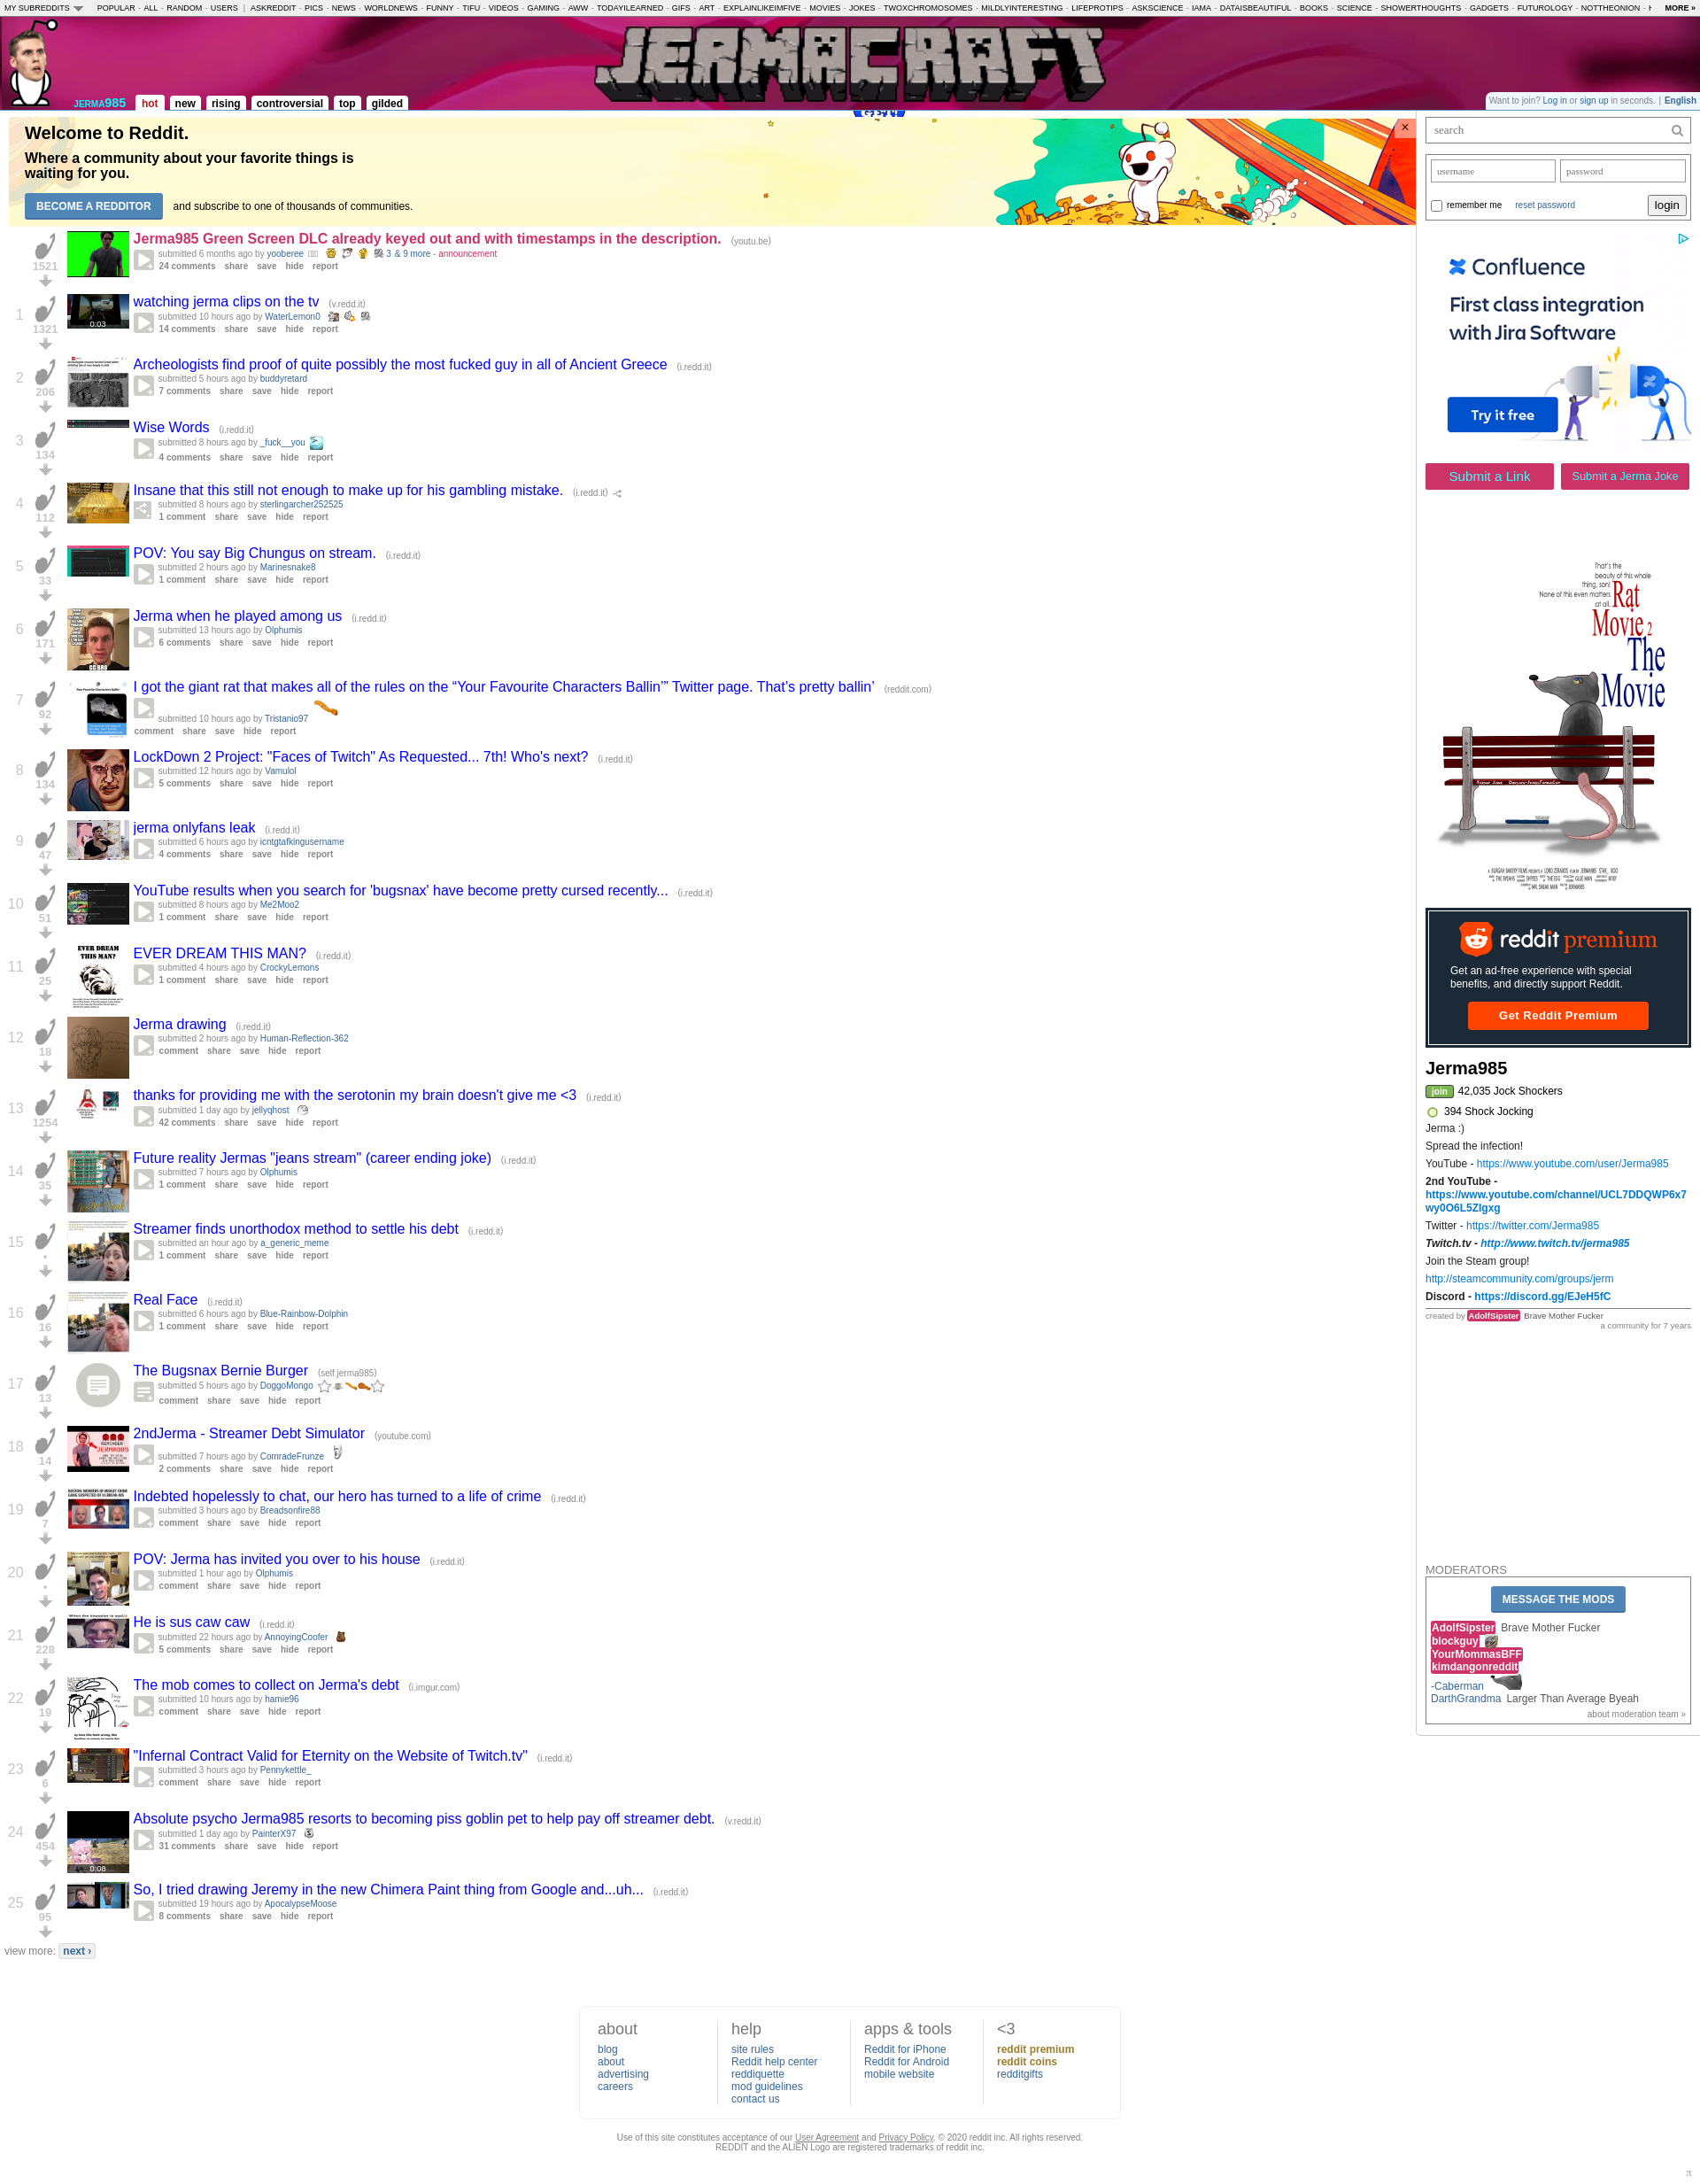 MY SUBREDDITS POPULAR - ALL - RANDOM - USERS | ASKREDDIT - PICS - NEWS - WORLDNEWS - FUNNY - TIFU - VIDEOS - GAMING - AWW - TODAYILEARNED - GIFS - ART - EXPLAINLIKEIMFIVE - MOVIES - JOKES - TWOXCHROMOSOMES - MILDLYINTERESTING - LIFEPROTIPS - ASKSCIENCE - IAMA - DATAISBEAUTIFUL - BOOKS - SCIENCE - SHOWERTHOUGHTS - GADGETS - FUTUROLOGY - NOTTHEONION - MORE »
JERMACRAFT
JERMA985 hot new rising controversial top gilded
Want to join? Log in or sign up in seconds. | English
Welcome to Reddit.
Where a community about your favorite things is
waiting for you.
BECOME A REDDITOR and subscribe to one of thousands of communities.
×
Jerma985 Green Screen DLC already keyed out and with timestamps in the description. (youtu.be)
submitted 6 months ago by yooberee 3 & 9 more - announcement
1521
24 comments share save hide report
1
watching jerma clips on the tv (v.redd.it)
submitted 10 hours ago by WaterLemon0
1321
0:03
14 comments share save hide report
2
Archeologists find proof of quite possibly the most fucked guy in all of Ancient Greece (i.redd.it)
submitted 5 hours ago by buddyretard
206
7 comments share save hide report
3
Wise Words (i.redd.it)
submitted 8 hours ago by _fuck__you
134
4 comments share save hide report
4
Insane that this still not enough to make up for his gambling mistake. (i.redd.it)
submitted 8 hours ago by sterlingarcher252525
112
1 comment share save hide report
5
POV: You say Big Chungus on stream. (i.redd.it)
submitted 2 hours ago by Marinesnake8
33
1 comment share save hide report
6
Jerma when he played among us (i.redd.it)
submitted 13 hours ago by Olphumis
171
6 comments share save hide report
GG BRO
7
I got the giant rat that makes all of the rules on the “Your Favourite Characters Ballin’” Twitter page. That’s pretty ballin’ (reddit.com)
submitted 10 hours ago by Tristanio97
92
comment share save hide report
8
LockDown 2 Project: "Faces of Twitch" As Requested... 7th! Who's next? (i.redd.it)
submitted 12 hours ago by Vamulol
134
5 comments share save hide report
9
jerma onlyfans leak (i.redd.it)
submitted 6 hours ago by icntgtafkingusername
47
4 comments share save hide report
10
YouTube results when you search for 'bugsnax' have become pretty cursed recently... (i.redd.it)
submitted 8 hours ago by Me2Moo2
51
1 comment share save hide report
EVER DREAM
THIS MAN?
11
EVER DREAM THIS MAN? (i.redd.it)
submitted 4 hours ago by CrockyLemons
25
1 comment share save hide report
12
Jerma drawing (i.redd.it)
submitted 2 hours ago by Human-Reflection-362
18
comment share save hide report
13
thanks for providing me with the serotonin my brain doesn't give me <3 (i.redd.it)
submitted 1 day ago by jellyqhost
1254
42 comments share save hide report
14
Future reality Jermas "jeans stream" (career ending joke) (i.redd.it)
submitted 7 hours ago by Olphumis
35
1 comment share save hide report
15
Streamer finds unorthodox method to settle his debt (i.redd.it)
submitted an hour ago by a_generic_meme
•
1 comment share save hide report
16
Real Face (i.redd.it)
submitted 6 hours ago by Blue-Rainbow-Dolphin
16
1 comment share save hide report
17
The Bugsnax Bernie Burger (self.jerma985)
submitted 5 hours ago by DoggoMongo
13
comment share save hide report
18
2ndJerma - Streamer Debt Simulator (youtube.com)
submitted 7 hours ago by ComradeFrunze
14
2 comments share save hide report
19
Indebted hopelessly to chat, our hero has turned to a life of crime (i.redd.it)
submitted 3 hours ago by Breadsonfire88
7
comment share save hide report
20
POV: Jerma has invited you over to his house (i.redd.it)
submitted 1 hour ago by Olphumis
•
comment share save hide report
21
He is sus caw caw (i.redd.it)
submitted 22 hours ago by AnnoyingCoofer
228
5 comments share save hide report
22
The mob comes to collect on Jerma's debt (i.imgur.com)
submitted 10 hours ago by hamie96
19
comment share save hide report
23
"Infernal Contract Valid for Eternity on the Website of Twitch.tv" (i.redd.it)
submitted 3 hours ago by Pennykettle_
6
comment share save hide report
24
Absolute psycho Jerma985 resorts to becoming piss goblin pet to help pay off streamer debt. (v.redd.it)
submitted 1 day ago by PainterX97
454
31 comments share save hide report
0:08
25
So, I tried drawing Jeremy in the new Chimera Paint thing from Google and...uh... (i.redd.it)
submitted 19 hours ago by ApocalypseMoose
95
8 comments share save hide report
view more: next ›
search
username password
remember me reset password login
Confluence
First class integration
with Jira Software
Try it free
Submit a Link Submit a Jerma Joke
That's the
beauty of this whole
thing, son!
None of this even matters
at all.
Rat
Movie 2
The
Movie
reddit premium
Get an ad-free experience with special
benefits, and directly support Reddit.
Get Reddit Premium
Jerma985
join 42,035 Jock Shockers
394 Shock Jocking
Jerma :)
Spread the infection!
YouTube - https://www.youtube.com/user/Jerma985
2nd YouTube -
https://www.youtube.com/channel/UCL7DDQWP6x7
wy0O6L5ZIgxg
Twitter - https://twitter.com/Jerma985
Twitch.tv - http://www.twitch.tv/jerma985
Join the Steam group!
http://steamcommunity.com/groups/jerm
Discord - https://discord.gg/EJeH5fC
created by AdolfSipster Brave Mother Fucker
a community for 7 years
MODERATORS
MESSAGE THE MODS
AdolfSipster Brave Mother Fucker
blockguy
YourMommasBFF
kimdangonreddit
-Caberman
DarthGrandma Larger Than Average Byeah
about moderation team »
about
blog
about
advertising
careers
help
site rules
Reddit help center
reddiquette
mod guidelines
contact us
apps & tools
Reddit for iPhone
Reddit for Android
mobile website
<3
reddit premium
reddit coins
redditgifts
Use of this site constitutes acceptance of our User Agreement and Privacy Policy. © 2020 reddit inc. All rights reserved.
REDDIT and the ALIEN Logo are registered trademarks of reddit inc.
π